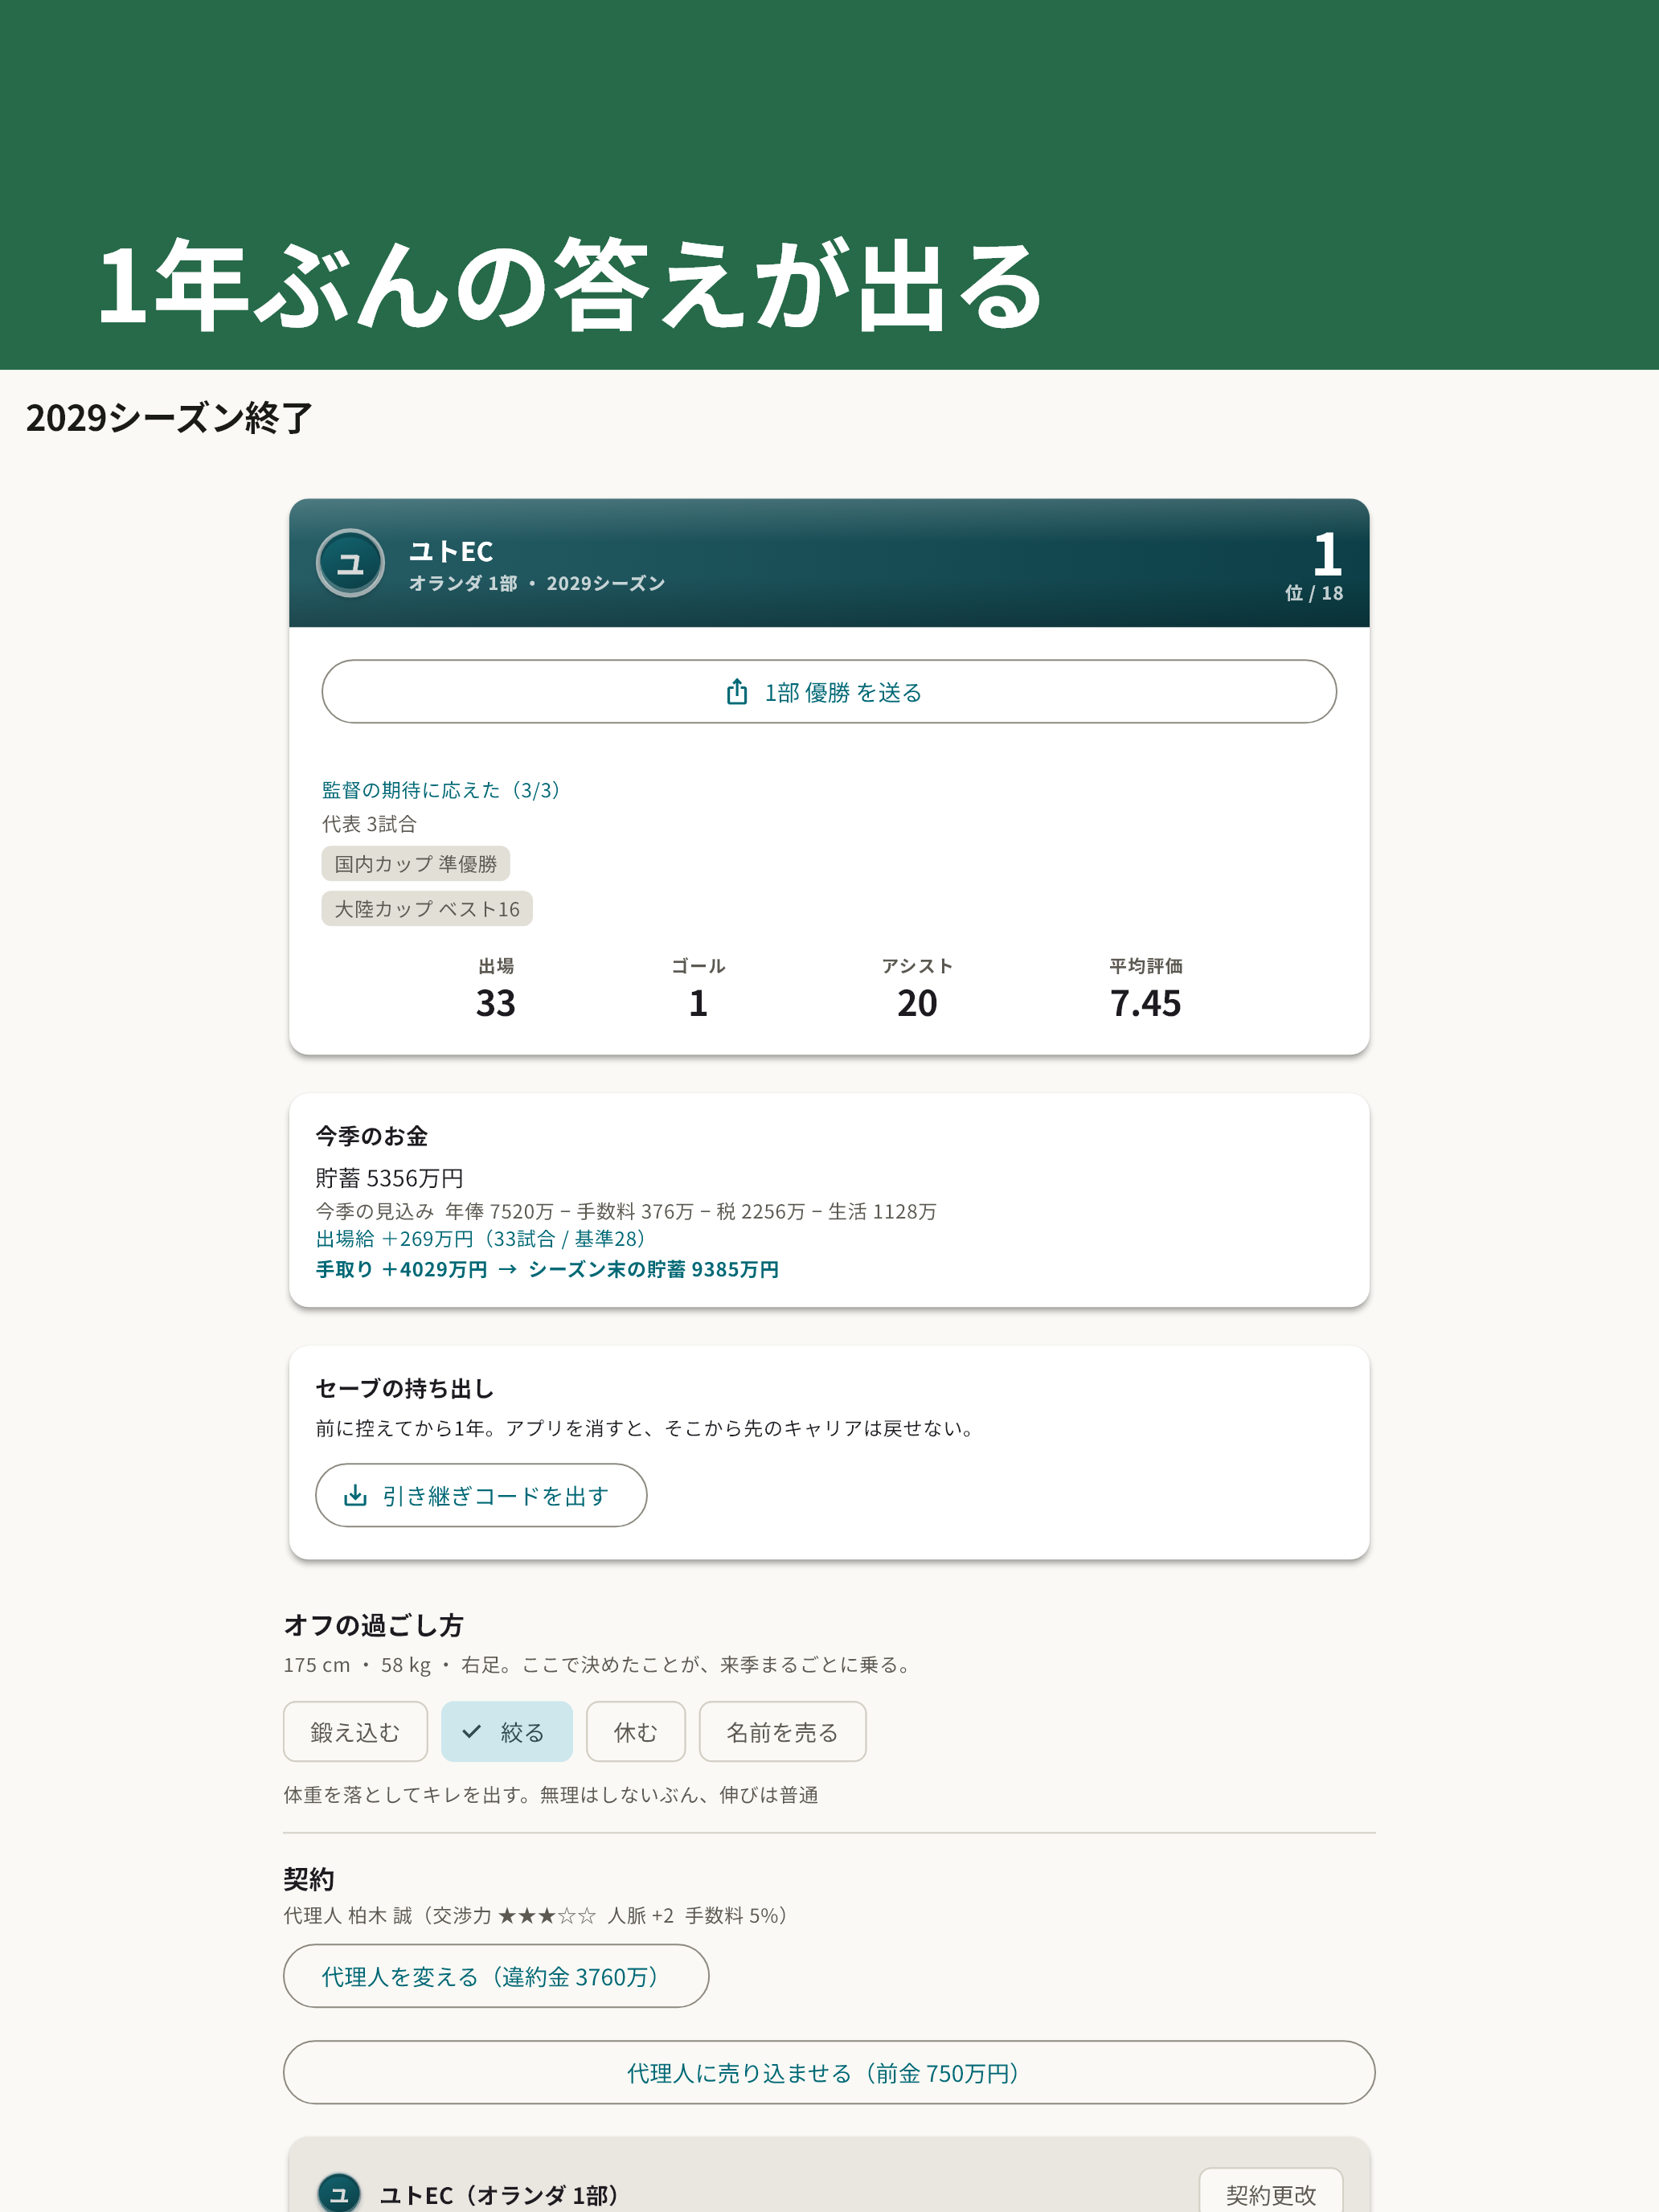 1年ぶんの答えが出る
2029シーズン終了
ユ
ユトEC
オランダ 1部 ・ 2029シーズン
1
位 / 18
1部 優勝 を送る
監督の期待に応えた（3/3）
代表 3試合
国内カップ 準優勝
大陸カップ ベスト16
出場 ゴール アシスト 平均評価
33 1 20 7.45
今季のお金
貯蓄 5356万円
今季の見込み 年俸 7520万 − 手数料 376万 − 税 2256万 − 生活 1128万
出場給 ＋269万円（33試合 / 基準28）
手取り ＋4029万円 → シーズン末の貯蓄 9385万円
セーブの持ち出し
前に控えてから1年。アプリを消すと、そこから先のキャリアは戻せない。
引き継ぎコードを出す
オフの過ごし方
175 cm ・ 58 kg ・ 右足。ここで決めたことが、来季まるごとに乗る。
鍛え込む 絞る 休む 名前を売る
体重を落としてキレを出す。無理はしないぶん、伸びは普通
契約
代理人 柏木 誠（交渉力 ★★★☆☆ 人脈 +2 手数料 5%）
代理人を変える（違約金 3760万）
代理人に売り込ませる（前金 750万円）
ユ
ユトEC（オランダ 1部）
契約更改